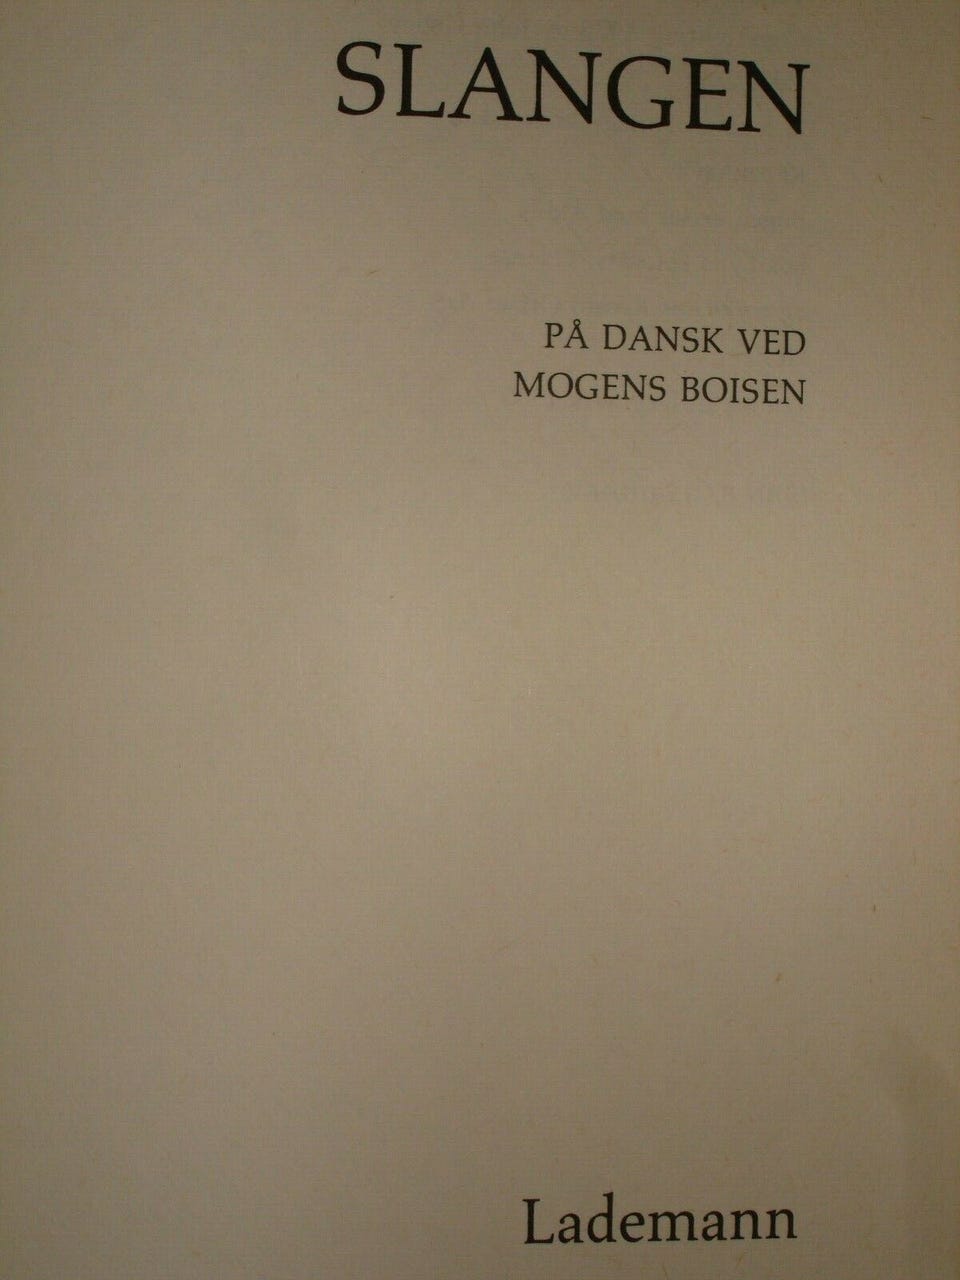 SLANGEN
PÅ DANSK VED
MOGENS BOISEN
Lademann